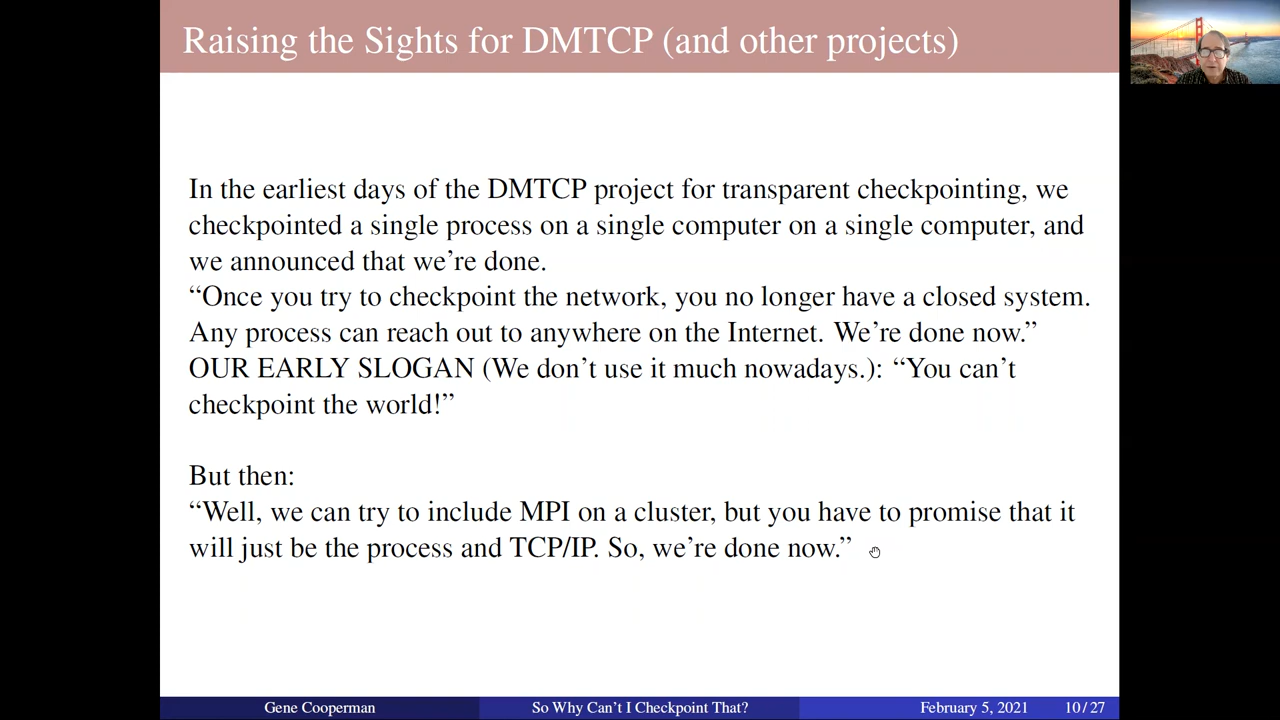 Raising the Sights for DMTCP (and other projects)
In the earliest days of the DMTCP project for transparent checkpointing, we
checkpointed a single process on a single computer on a single computer, and
we announced that we’re done.
“Once you try to checkpoint the network, you no longer have a closed system.
Any process can reach out to anywhere on the Internet. We’re done now.”
OUR EARLY SLOGAN (We don’t use it much nowadays.): “You can’t
checkpoint the world!”
But then:
“Well, we can try to include MPI on a cluster, but you have to promise that it
will just be the process and TCP/IP. So, we’re done now.”
Gene Cooperman So Why Can’t I Checkpoint That? February 5, 2021 10 / 27